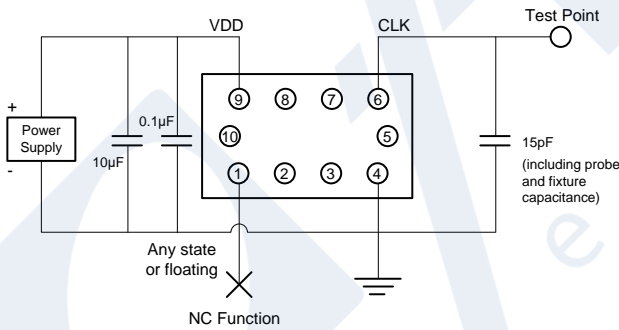 Test Point
VDD
CLK
9
8
7
6
+
Power
Supply
-
10µF
0.1µF
10
5
15pF
(including probe
and fixture
capacitance)
1
2
3
4
Any state
or floating
NC Function
e